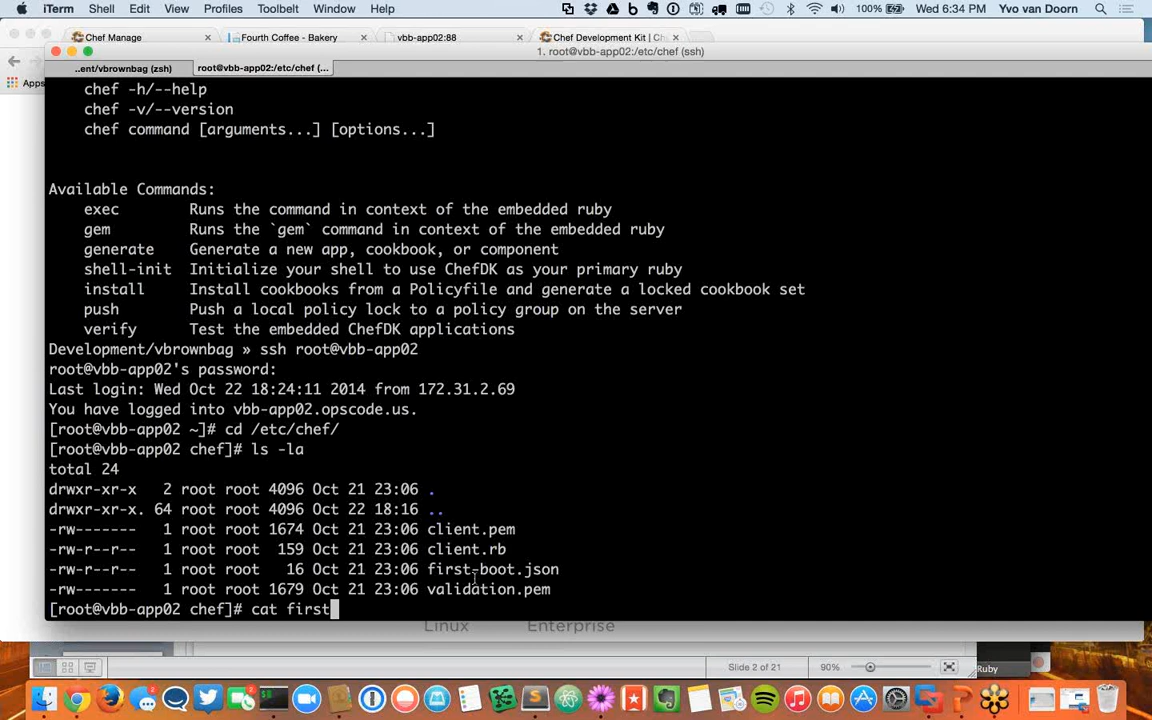 iTerm Shell Edit View Profiles Toolbelt Window Help 100% Wed 6:34 PM Yvo van Doorn
Chef Manage × Fourth Coffee - Bakery × vbb-app02:88 × Chef Development Kit | C ×
1. root@vbb-app02:/etc/chef (ssh)
..ent/vbrownbag (zsh) root@vbb-app02:/etc/chef (...
Apps
chef -h/--help
chef -v/--version
chef command [arguments...] [options...]
Available Commands:
exec Runs the command in context of the embedded ruby
gem Runs the `gem` command in context of the embedded ruby
generate Generate a new app, cookbook, or component
shell-init Initialize your shell to use ChefDK as your primary ruby
install Install cookbooks from a Policyfile and generate a locked cookbook set
push Push a local policy lock to a policy group on the server
verify Test the embedded ChefDK applications
Development/vbrownbag » ssh root@vbb-app02
root@vbb-app02's password:
Last login: Wed Oct 22 18:24:11 2014 from 172.31.2.69
You have logged into vbb-app02.opscode.us.
[root@vbb-app02 ~]# cd /etc/chef/
[root@vbb-app02 chef]# ls -la
total 24
drwxr-xr-x 2 root root 4096 Oct 21 23:06 .
drwxr-xr-x. 64 root root 4096 Oct 22 18:16 ..
-rw------- 1 root root 1674 Oct 21 23:06 client.pem
-rw-r--r-- 1 root root 159 Oct 21 23:06 client.rb
-rw-r--r-- 1 root root 16 Oct 21 23:06 first-boot.json
-rw------- 1 root root 1679 Oct 21 23:06 validation.pem
[root@vbb-app02 chef]# cat first
Linux Enterprise
Slide 2 of 21 90% Ruby